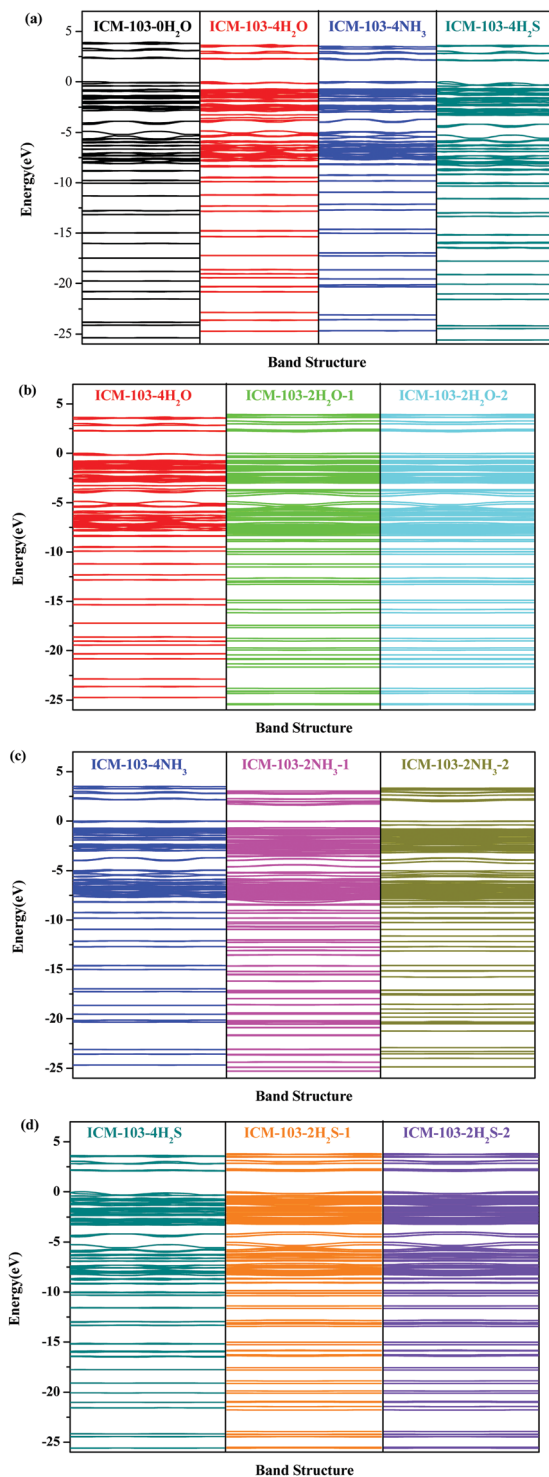 (a)
ICM-103-0H₂O ICM-103-4H₂O ICM-103-4NH₃ ICM-103-4H₂S
5
0
-5
-10
-15
-20
-25
Energy(eV)
Band Structure
(b)
ICM-103-4H₂O ICM-103-2H₂O-1 ICM-103-2H₂O-2
5
0
-5
-10
-15
-20
-25
Energy(eV)
Band Structure
(c)
ICM-103-4NH₃ ICM-103-2NH₃-1 ICM-103-2NH₃-2
5
0
-5
-10
-15
-20
-25
Energy(eV)
Band Structure
(d)
ICM-103-4H₂S ICM-103-2H₂S-1 ICM-103-2H₂S-2
5
0
-5
-10
-15
-20
-25
Energy(eV)
Band Structure